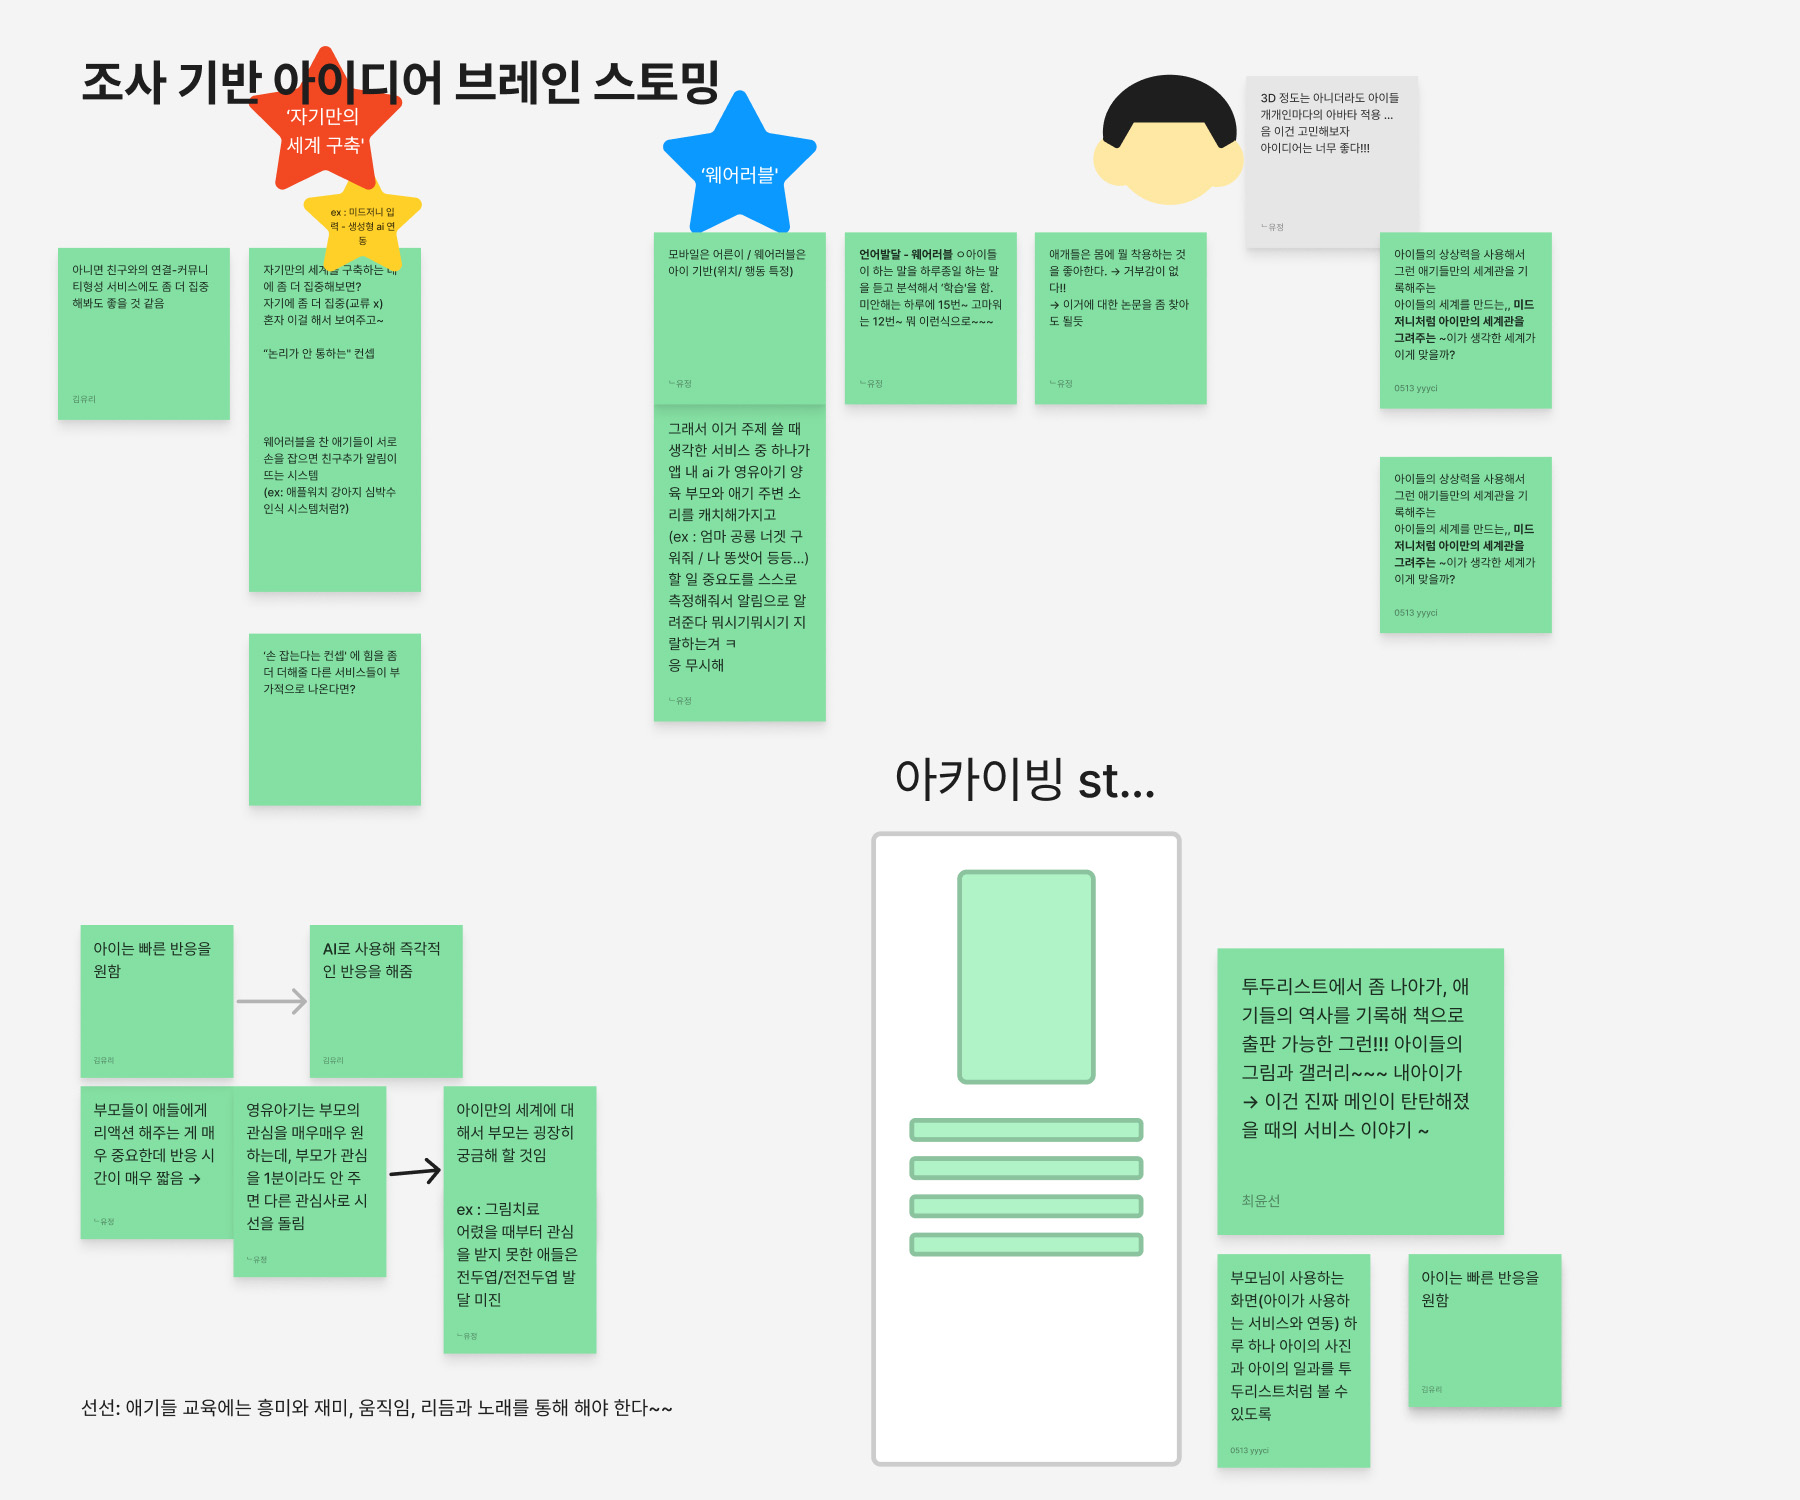 조사 기반 아이디어 브레인 스토밍
‘자기만의
세계 구축'
ex : 미드저니 입
력 - 생성형 ai 연
동
아니면 친구와의 연결-커뮤니
티형성 서비스에도 좀 더 집중
해봐도 좋을 것 같음
김유리
자기만의 세계를 구축하는 데
에 좀 더 집중해보면?
자기에 좀 더 집중(교류 x)
혼자 이걸 해서 보여주고~
“논리가 안 통하는" 컨셉
웨어러블을 찬 애기들이 서로
손을 잡으면 친구추가 알림이
뜨는 시스템
(ex: 애플워치 강아지 심박수
인식 시스템처럼?)
‘손 잡는다는 컨셉' 에 힘을 좀
더 더해줄 다른 서비스들이 부
가적으로 나온다면?
‘웨어러블'
모바일은 어른이 / 웨어러블은
아이 기반(위치/ 행동 특정)
ㄴ유정
그래서 이거 주제 쓸 때
생각한 서비스 중 하나가
앱 내 ai 가 영유아기 양
육 부모와 애기 주변 소
리를 캐치해가지고
(ex : 엄마 공룡 너겟 구
워줘 / 나 똥쌋어 등등...)
할 일 중요도를 스스로
측정해줘서 알림으로 알
려준다 뭐시기뭐시기 지
랄하는겨 ㅋ
응 무시해
ㄴ유정
언어발달 - 웨어러블 ㅇ아이들
이 하는 말을 하루종일 하는 말
을 듣고 분석해서 ‘학습'을 함.
미안해는 하루에 15번~ 고마워
는 12번~ 뭐 이런식으로~~~
ㄴ유정
애개들은 몸에 뭘 착용하는 것
을 좋아한다. → 거부감이 없
다!!
→ 이거에 대한 논문을 좀 찾아
도 될듯
ㄴ유정
3D 정도는 아니더라도 아이들
개개인마다의 아바타 적용 ...
음 이건 고민해보자
아이디어는 너무 좋다!!!
ㄴ유정
아이들의 상상력을 사용해서
그런 애기들만의 세계관을 기
록해주는
아이들의 세계를 만드는,, 미드
저니처럼 아이만의 세계관을
그려주는 ~이가 생각한 세계가
이게 맞을까?
0513 yyyci
아이들의 상상력을 사용해서
그런 애기들만의 세계관을 기
록해주는
아이들의 세계를 만드는,, 미드
저니처럼 아이만의 세계관을
그려주는 ~이가 생각한 세계가
이게 맞을까?
0513 yyyci
아이는 빠른 반응을
원함
김유리
AI로 사용해 즉각적
인 반응을 해줌
김유리
부모들이 애들에게
리액션 해주는 게 매
우 중요한데 반응 시
간이 매우 짧음 →
ㄴ유정
영유아기는 부모의
관심을 매우매우 원
하는데, 부모가 관심
을 1분이라도 안 주
면 다른 관심사로 시
선을 돌림
ㄴ유정
아이만의 세계에 대
해서 부모는 굉장히
궁금해 할 것임
ex : 그림치료
어렸을 때부터 관심
을 받지 못한 애들은
전두엽/전전두엽 발
달 미진
ㄴ유정
선선: 애기들 교육에는 흥미와 재미, 움직임, 리듬과 노래를 통해 해야 한다~~
아카이빙 st...
투두리스트에서 좀 나아가, 애
기들의 역사를 기록해 책으로
출판 가능한 그런!!! 아이들의
그림과 갤러리~~~ 내아이가
→ 이건 진짜 메인이 탄탄해졌
을 때의 서비스 이야기 ~
최윤선
부모님이 사용하는
화면(아이가 사용하
는 서비스와 연동) 하
루 하나 아이의 사진
과 아이의 일과를 투
두리스트처럼 볼 수
있도록
0513 yyyci
아이는 빠른 반응을
원함
김유리